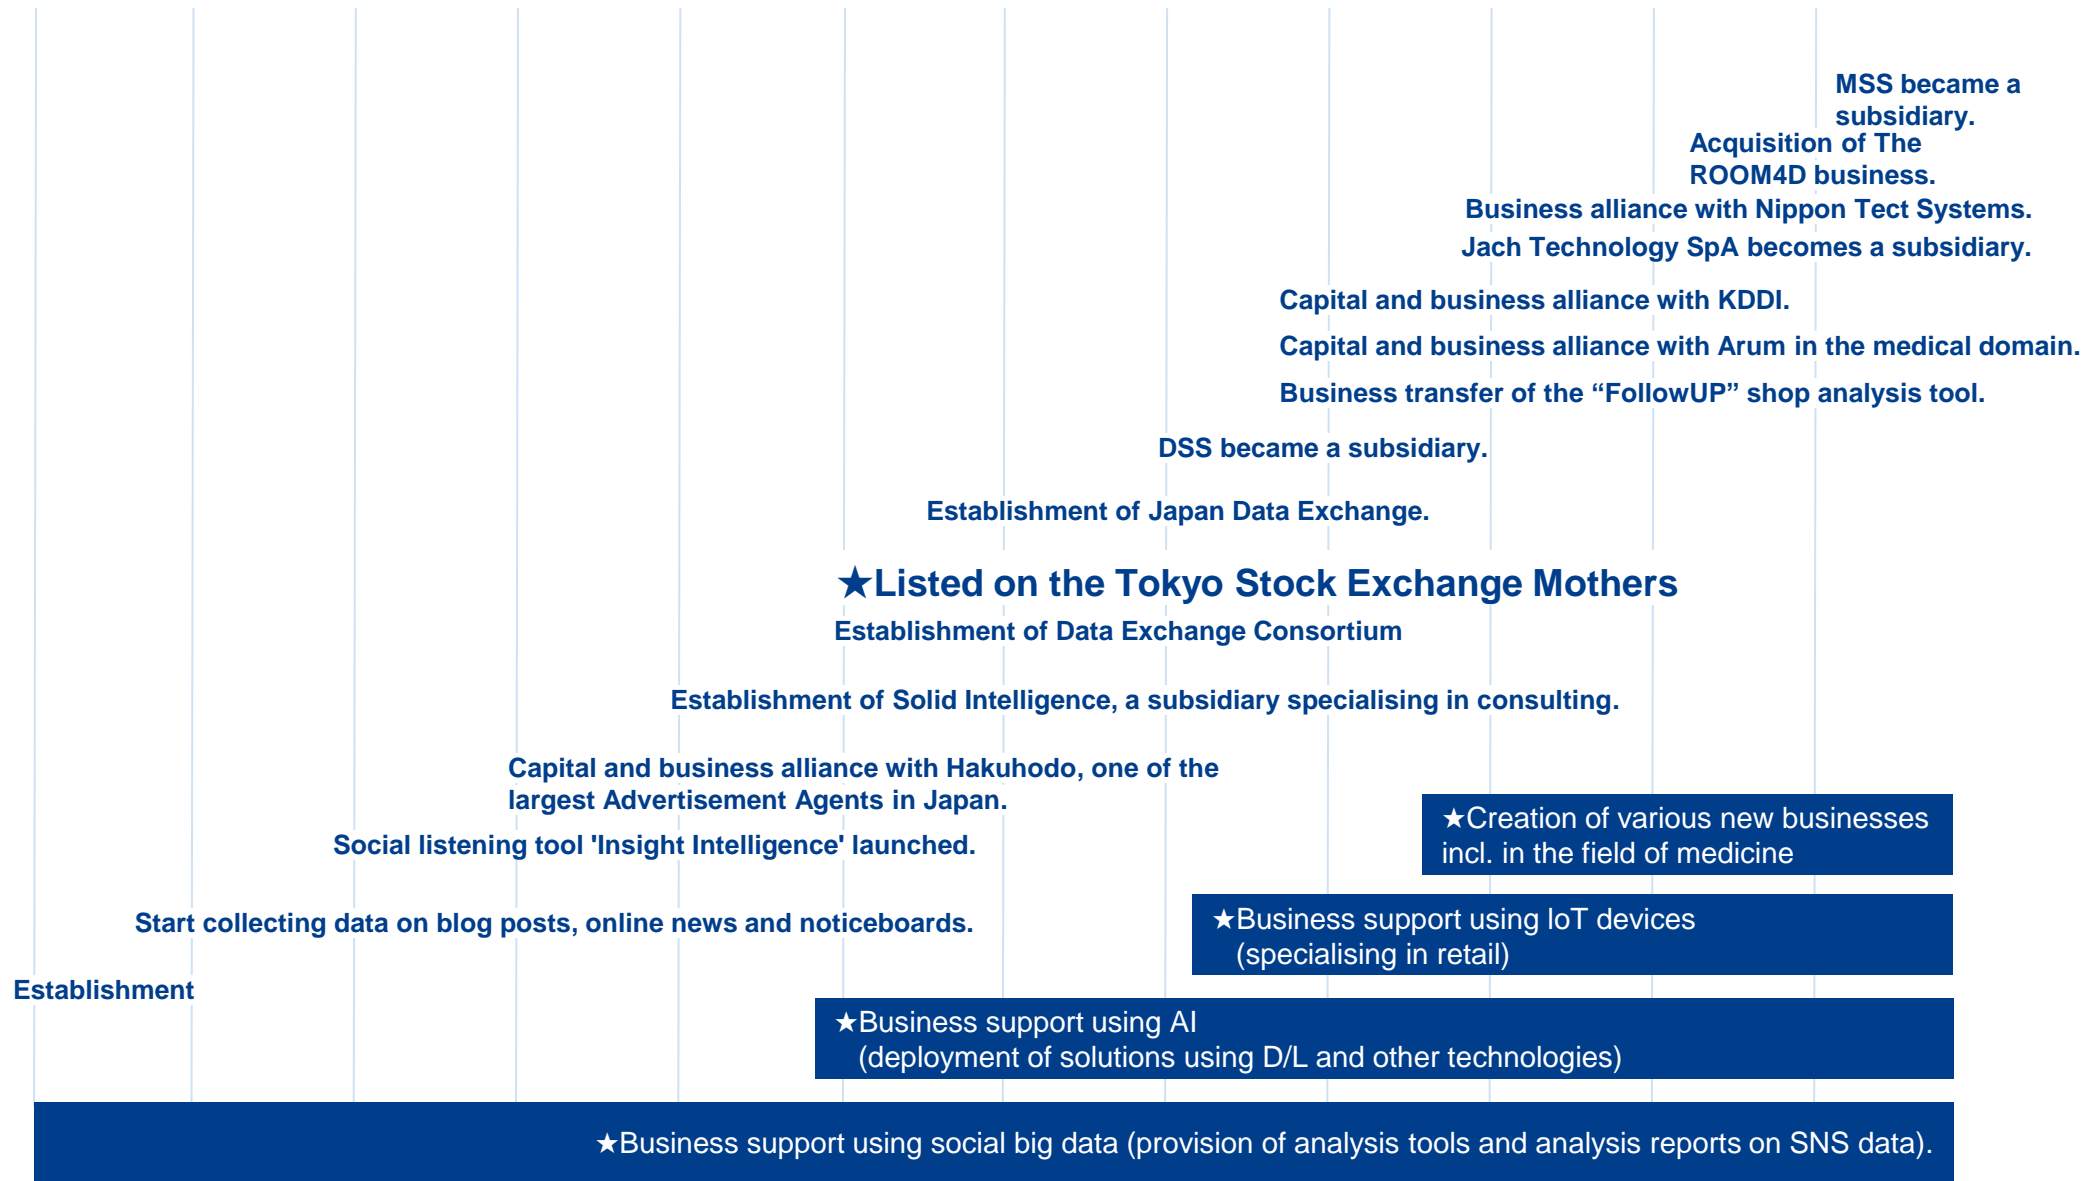 MSS became a
subsidiary.
Acquisition of The
ROOM4D business.
Business alliance with Nippon Tect Systems.
Jach Technology SpA becomes a subsidiary.
Capital and business alliance with KDDI.
Capital and business alliance with Arum in the medical domain.
Business transfer of the “FollowUP” shop analysis tool.
DSS became a subsidiary.
Establishment of Japan Data Exchange.
★Listed on the Tokyo Stock Exchange Mothers
Establishment of Data Exchange Consortium
Establishment of Solid Intelligence, a subsidiary specialising in consulting.
Capital and business alliance with Hakuhodo, one of the
largest Advertisement Agents in Japan.
Social listening tool 'Insight Intelligence' launched.
Start collecting data on blog posts, online news and noticeboards.
Establishment
★Creation of various new businesses
incl. in the field of medicine
★Business support using IoT devices
(specialising in retail)
★Business support using AI
(deployment of solutions using D/L and other technologies)
★Business support using social big data (provision of analysis tools and analysis reports on SNS data).